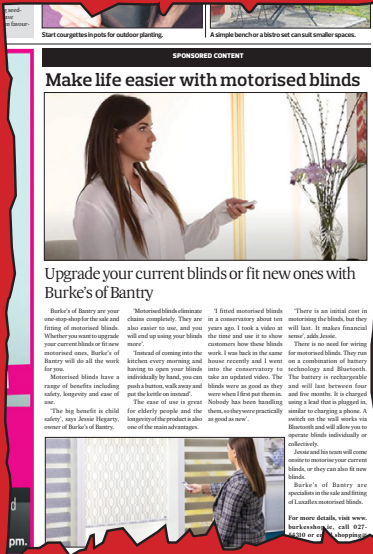 Start courgettes in pots for outdoor planting.
A simple bench or a bistro set can suit smaller spaces.
SPONSORED CONTENT
Make life easier with motorised blinds
Upgrade your current blinds or fit new ones with
Burke's of Bantry
Burke's of Bantry are your
one-stop-shop for the sale and
fitting of motorised blinds.
Whether you want to upgrade
your current blinds or fit new
motorised ones, Burke's of
Bantry will do all the work
for you.
Motorised blinds have a
range of benefits including
safety, longevity and ease of
use.
'The big benefit is child
safety', says Jessie Hegarty,
owner of Burke's of Bantry.
'Motorised blinds eliminate
chains completely. They are
also easier to use, and you
will end up using your blinds
more'.
'Instead of coming into the
kitchen every morning and
having to open your blinds
individually by hand, you can
push a button, walk away and
put the kettle on instead'.
The ease of use is great
for elderly people and the
longevity of the product is also
one of the main advantages.
'I fitted motorised blinds
in a conservatory about ten
years ago. I took a video at
the time and use it to show
customers how these blinds
work. I was back in the same
house recently and I went
into the conservatory to
take an updated video. The
blinds were as good as they
were when I first put them in.
Nobody has been handling
them, so they were practically
as good as new'.
'There is an initial cost in
motorising the blinds, but they
will last. It makes financial
sense', adds Jessie.
There is no need for wiring
for motorised blinds. They run
on a combination of battery
technology and Bluetooth.
The battery is rechargeable
and will last between four
and five months. It is charged
using a lead that is plugged in,
similar to charging a phone. A
switch on the wall works via
Bluetooth and will allow you to
operate blinds individually or
collectively.
Jessie and his team will come
onsite to motorise your current
blinds, or they can also fit new
blinds.
Burke's of Bantry are
specialists in the sale and fitting
of Luxaflex motorised blinds.
For more details, visit www.
burkesshop.ie, call 027-
shopping@
d
pm.